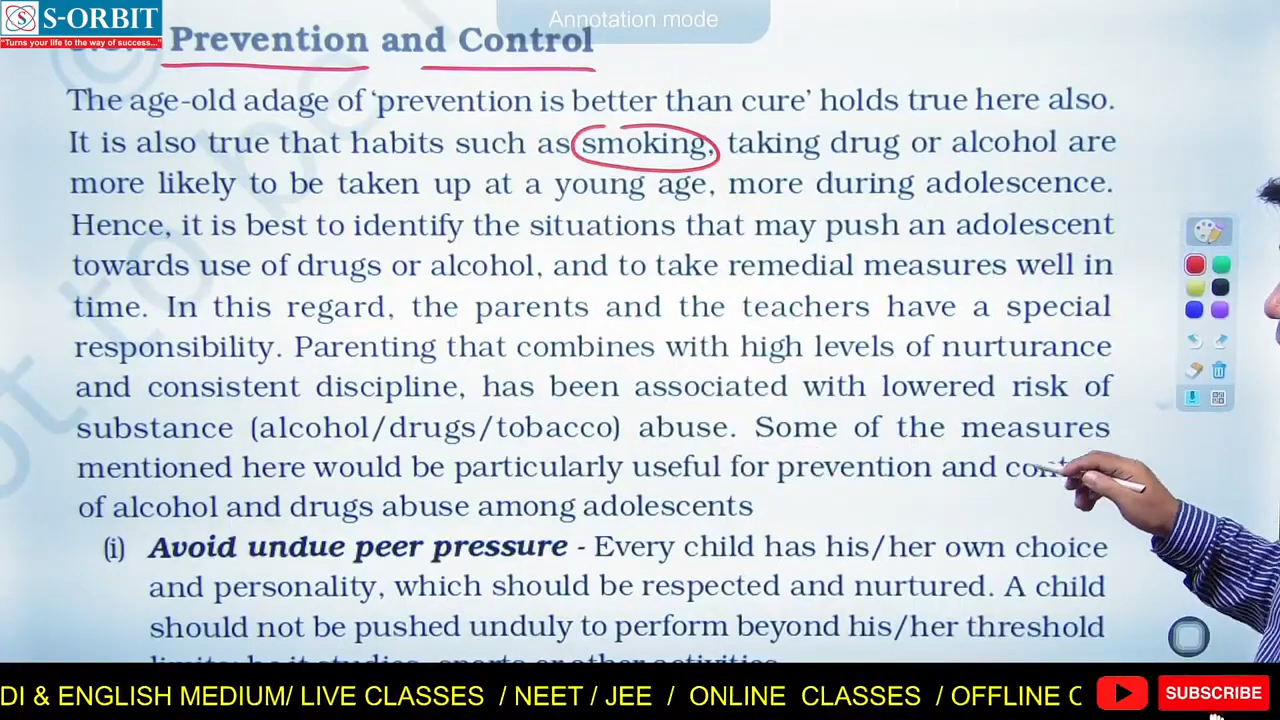 S-ORBIT
"Turns your life to the way of success..."
Annotation mode
Prevention and Control
The age-old adage of 'prevention is better than cure' holds true here also.
It is also true that habits such as smoking, taking drug or alcohol are
more likely to be taken up at a young age, more during adolescence.
Hence, it is best to identify the situations that may push an adolescent
towards use of drugs or alcohol, and to take remedial measures well in
time. In this regard, the parents and the teachers have a special
responsibility. Parenting that combines with high levels of nurturance
and consistent discipline, has been associated with lowered risk of
substance (alcohol/drugs/tobacco) abuse. Some of the measures
mentioned here would be particularly useful for prevention and
of alcohol and drugs abuse among adolescents
(i) Avoid undue peer pressure - Every child has his/her own choice
and personality, which should be respected and nurtured. A child
should not be pushed unduly to perform beyond his/her threshold
DI & ENGLISH MEDIUM/ LIVE CLASSES / NEET / JEE / ONLINE CLASSES / OFFLINE
SUBSCRIBE